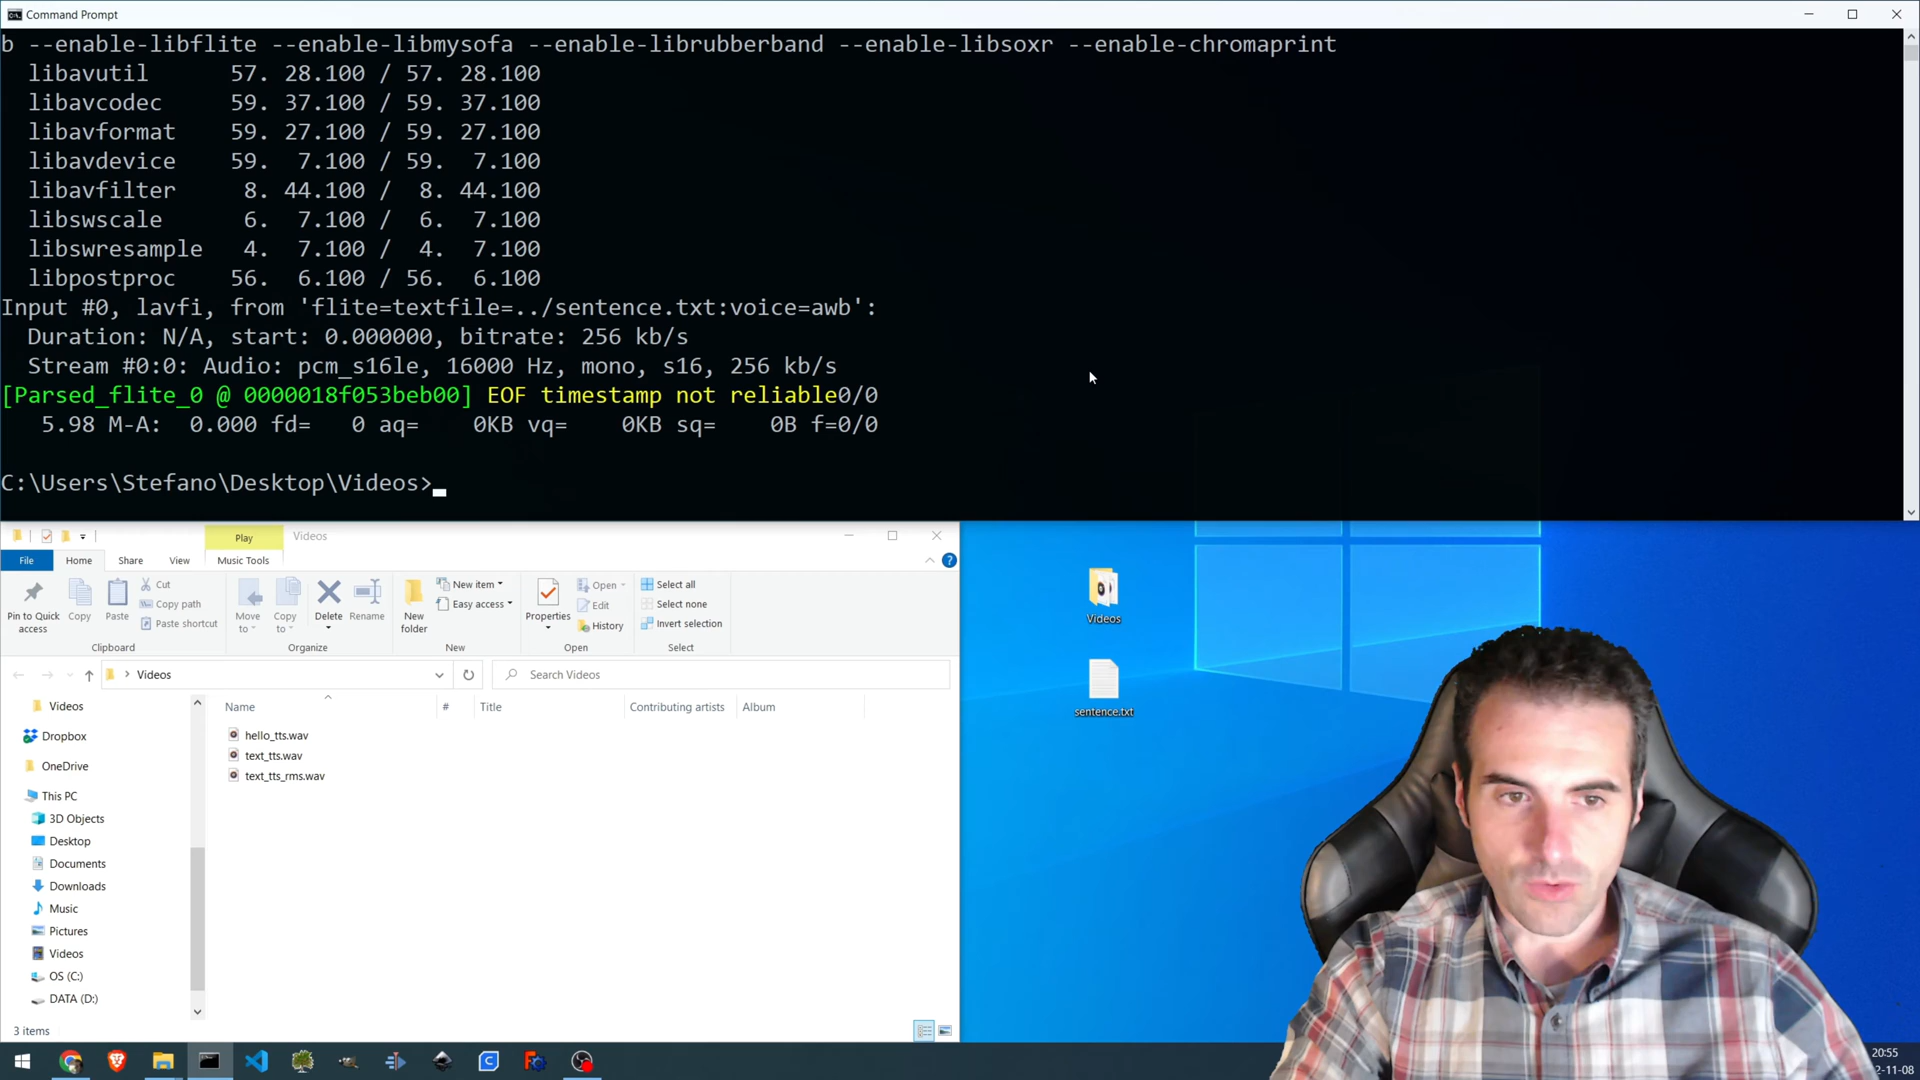 Command Prompt
b --enable-libflite --enable-libmysofa --enable-librubberband --enable-libsoxr --enable-chromaprint
libavutil 57. 28.100 / 57. 28.100
libavcodec 59. 37.100 / 59. 37.100
libavformat 59. 27.100 / 59. 27.100
libavdevice 59. 7.100 / 59. 7.100
libavfilter 8. 44.100 / 8. 44.100
libswscale 6. 7.100 / 6. 7.100
libswresample 4. 7.100 / 4. 7.100
libpostproc 56. 6.100 / 56. 6.100
Input #0, lavfi, from 'flite=textfile=../sentence.txt:voice=awb':
Duration: N/A, start: 0.000000, bitrate: 256 kb/s
Stream #0:0: Audio: pcm_s16le, 16000 Hz, mono, s16, 256 kb/s
[Parsed_flite_0 @ 0000018f053beb00] EOF timestamp not reliable0/0
5.98 M-A: 0.000 fd= 0 aq= 0KB vq= 0KB sq= 0B f=0/0
C:\Users\Stefano\Desktop\Videos>
Play
Videos
File
Home
Share
View
Music Tools
Pin to Quick
access
Copy
Paste
Cut
Copy path
Paste shortcut
Clipboard
Move
to
Copy
to
Delete
Rename
Organize
New
folder
New item
Easy access
New
Properties
Open
Edit
History
Open
Select all
Select none
Invert selection
Select
Videos
Search Videos
Name
#
Title
Contributing artists
Album
hello_tts.wav
text_tts.wav
text_tts_rms.wav
Videos
Dropbox
OneDrive
This PC
3D Objects
Desktop
Documents
Downloads
Music
Pictures
Videos
OS (C:)
DATA (D:)
3 items
Videos
sentence.txt
20:55
2-11-08